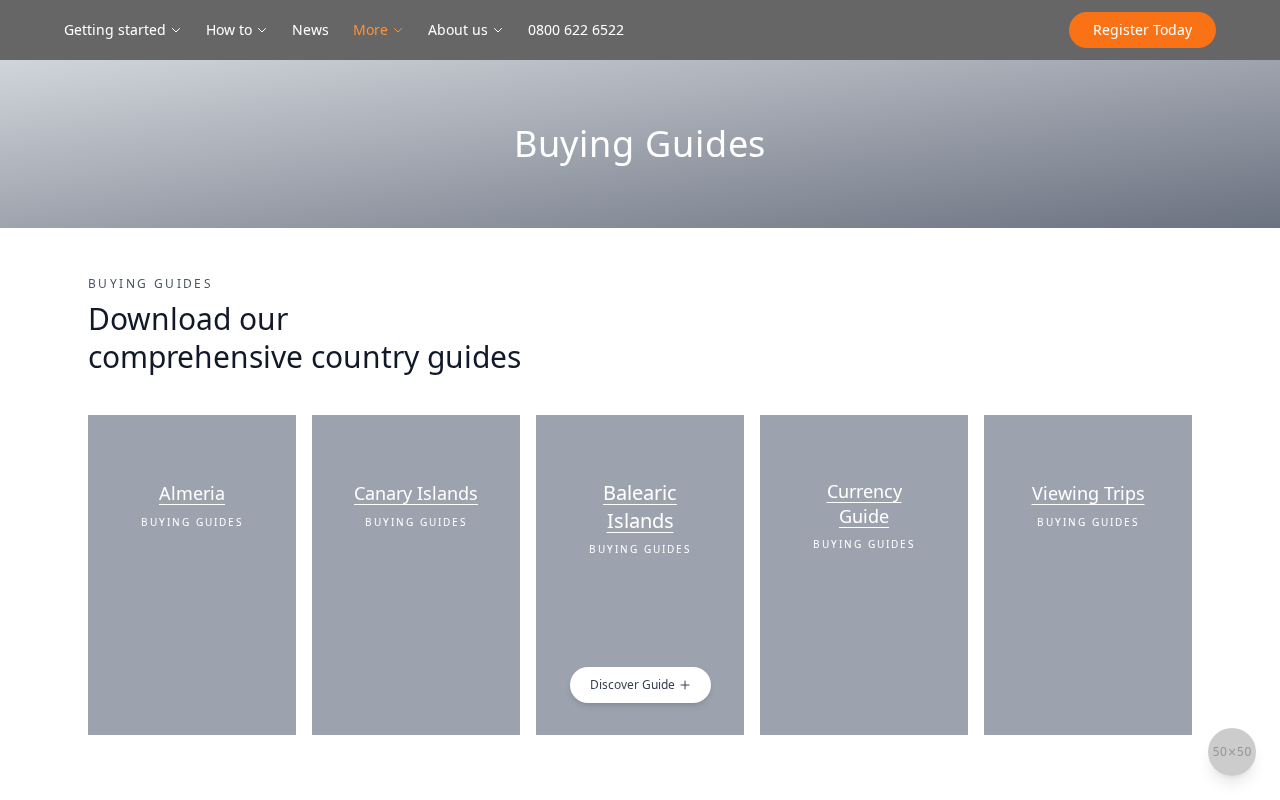 Getting started
How to
News
More
About us
0800 622 6522
Register Today
Buying Guides
BUYING GUIDES
Download our
comprehensive country guides
Almeria
BUYING GUIDES
Canary Islands
BUYING GUIDES
Balearic
Islands
BUYING GUIDES
Discover Guide
Currency
Guide
BUYING GUIDES
Viewing Trips
BUYING GUIDES
50×50